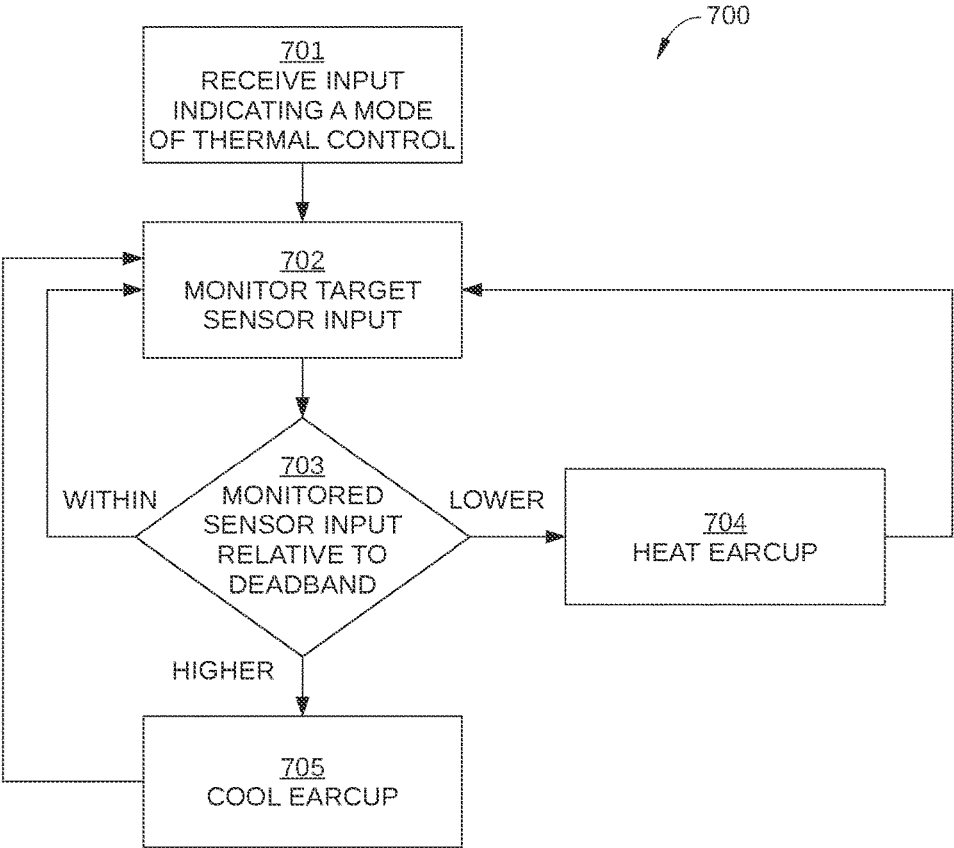 700
701
RECEIVE INPUT
INDICATING A MODE
OF THERMAL CONTROL
702
MONITOR TARGET
SENSOR INPUT
703
MONITORED
SENSOR INPUT
RELATIVE TO
DEADBAND
WITHIN
LOWER
704
HEAT EARCUP
HIGHER
705
COOL EARCUP